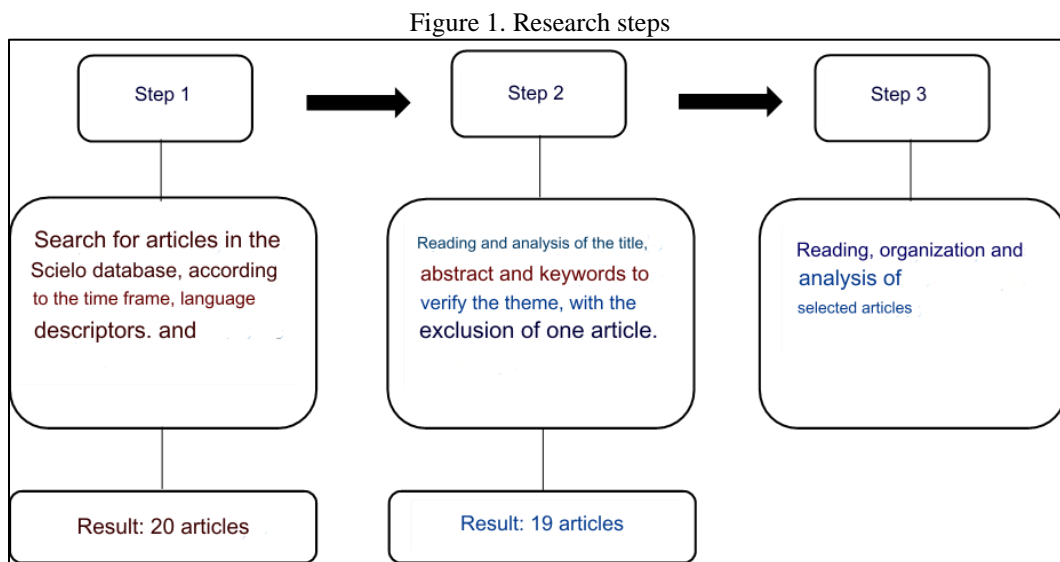 Figure 1. Research steps
Step 1
Step 2
Step 3
Search for articles in the
Scielo database, according
to the time frame, language
descriptors. and
Reading and analysis of the title,
abstract and keywords to
verify the theme, with the
exclusion of one article.
Reading, organization and
analysis of
selected articles
Result: 20 articles
Result: 19 articles